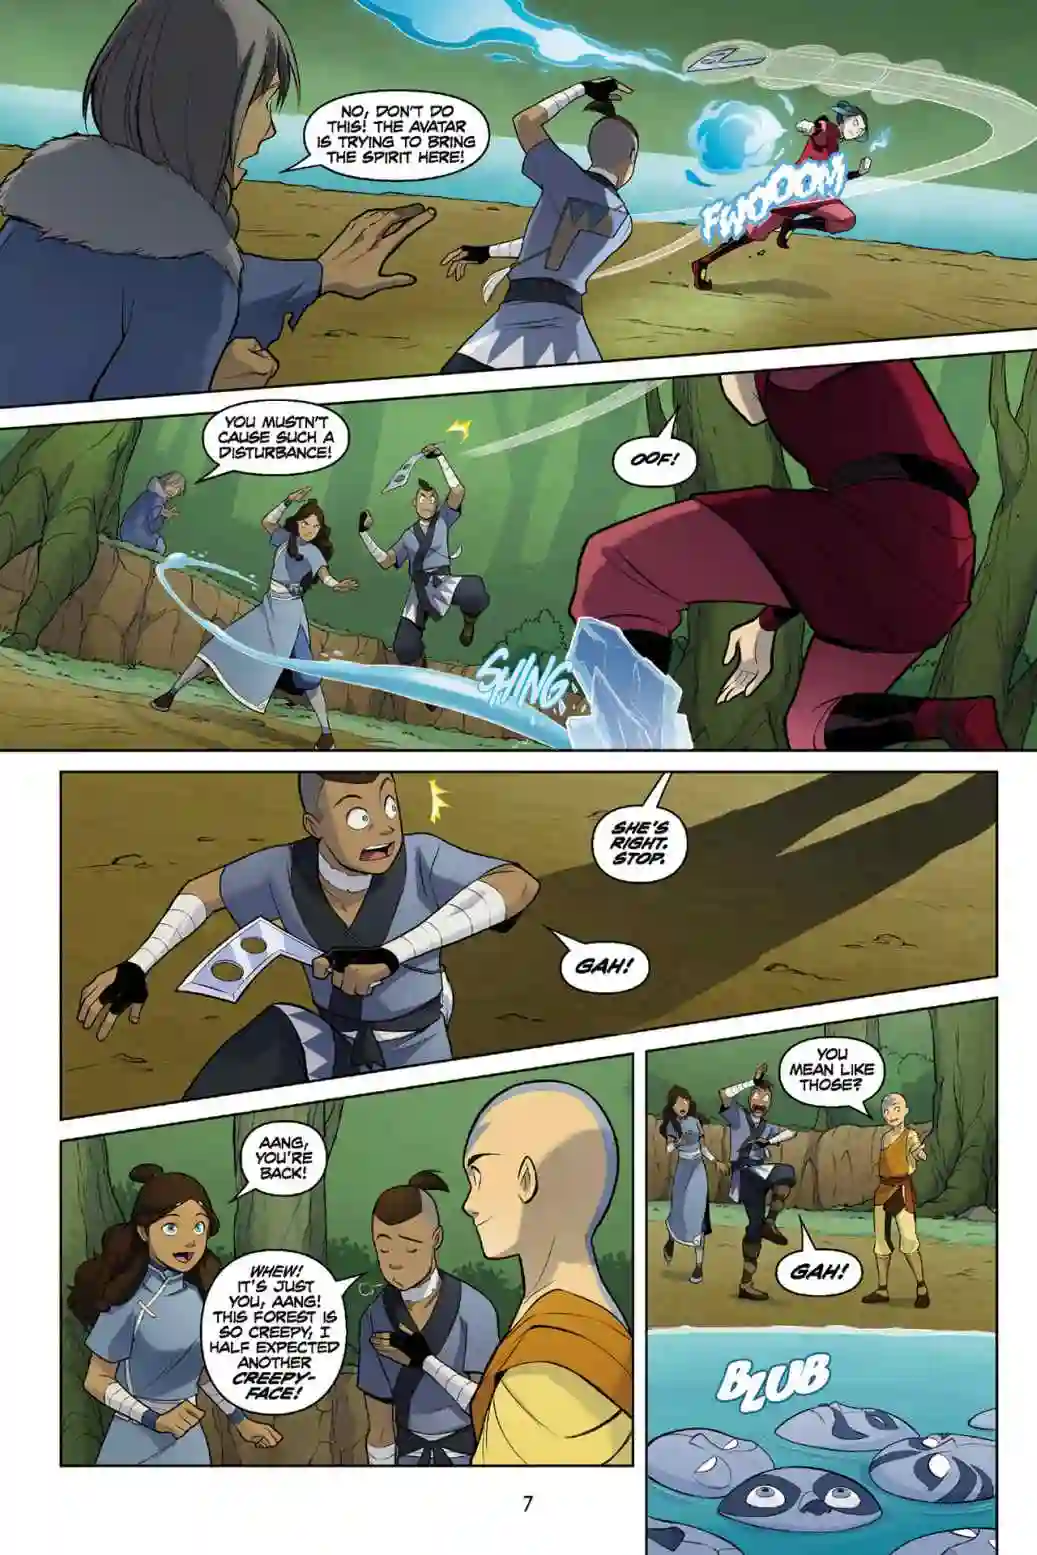 NO, DON'T DO
THIS! THE AVATAR
IS TRYING TO BRING
THE SPIRIT HERE!
FWOOOM
YOU MUSTN'T
CAUSE SUCH A
DISTURBANCE!
OOF!
SHING
SHE'S
RIGHT.
STOP.
GAH!
AANG,
YOU'RE
BACK!
WHEW!
IT'S JUST
YOU, AANG!
THIS FOREST IS
SO CREEPY, I
HALF EXPECTED
ANOTHER
CREEPY-
FACE!
YOU
MEAN LIKE
THOSE?
GAH!
BLUB
7